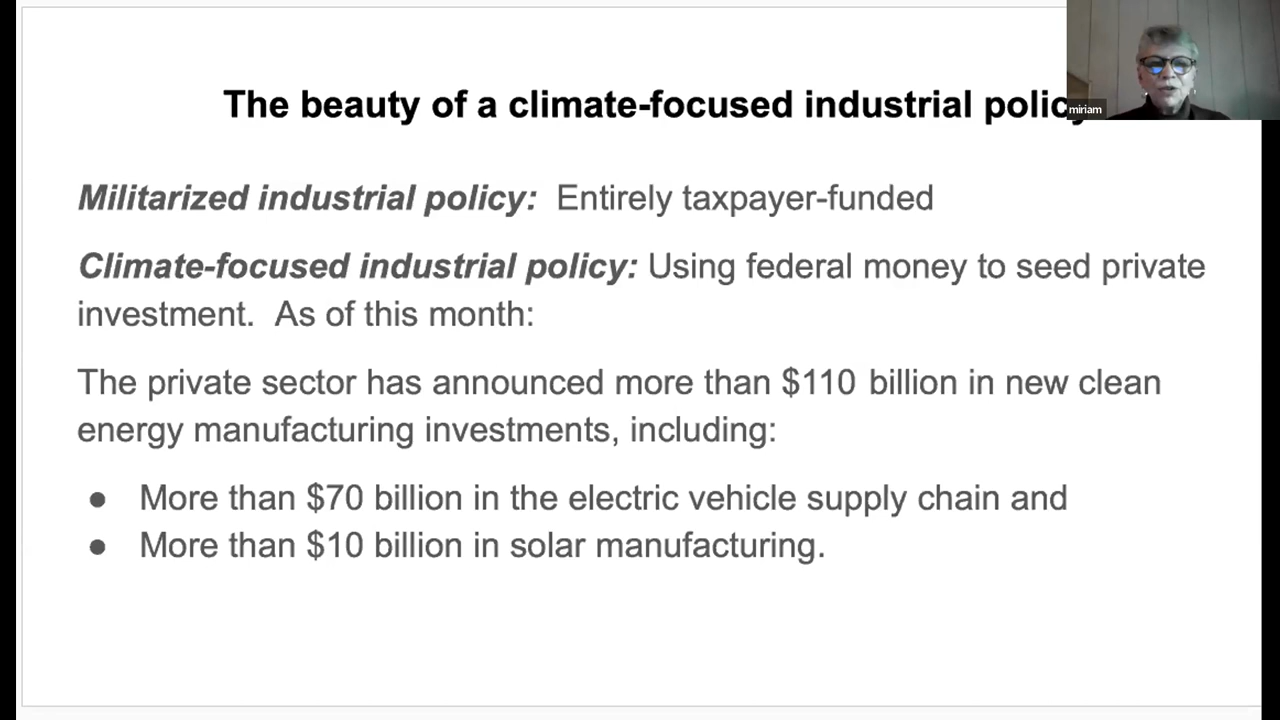 The beauty of a climate-focused industrial policy
miriam
Militarized industrial policy: Entirely taxpayer-funded
Climate-focused industrial policy: Using federal money to seed private
investment. As of this month:
The private sector has announced more than $110 billion in new clean
energy manufacturing investments, including:
● More than $70 billion in the electric vehicle supply chain and
● More than $10 billion in solar manufacturing.